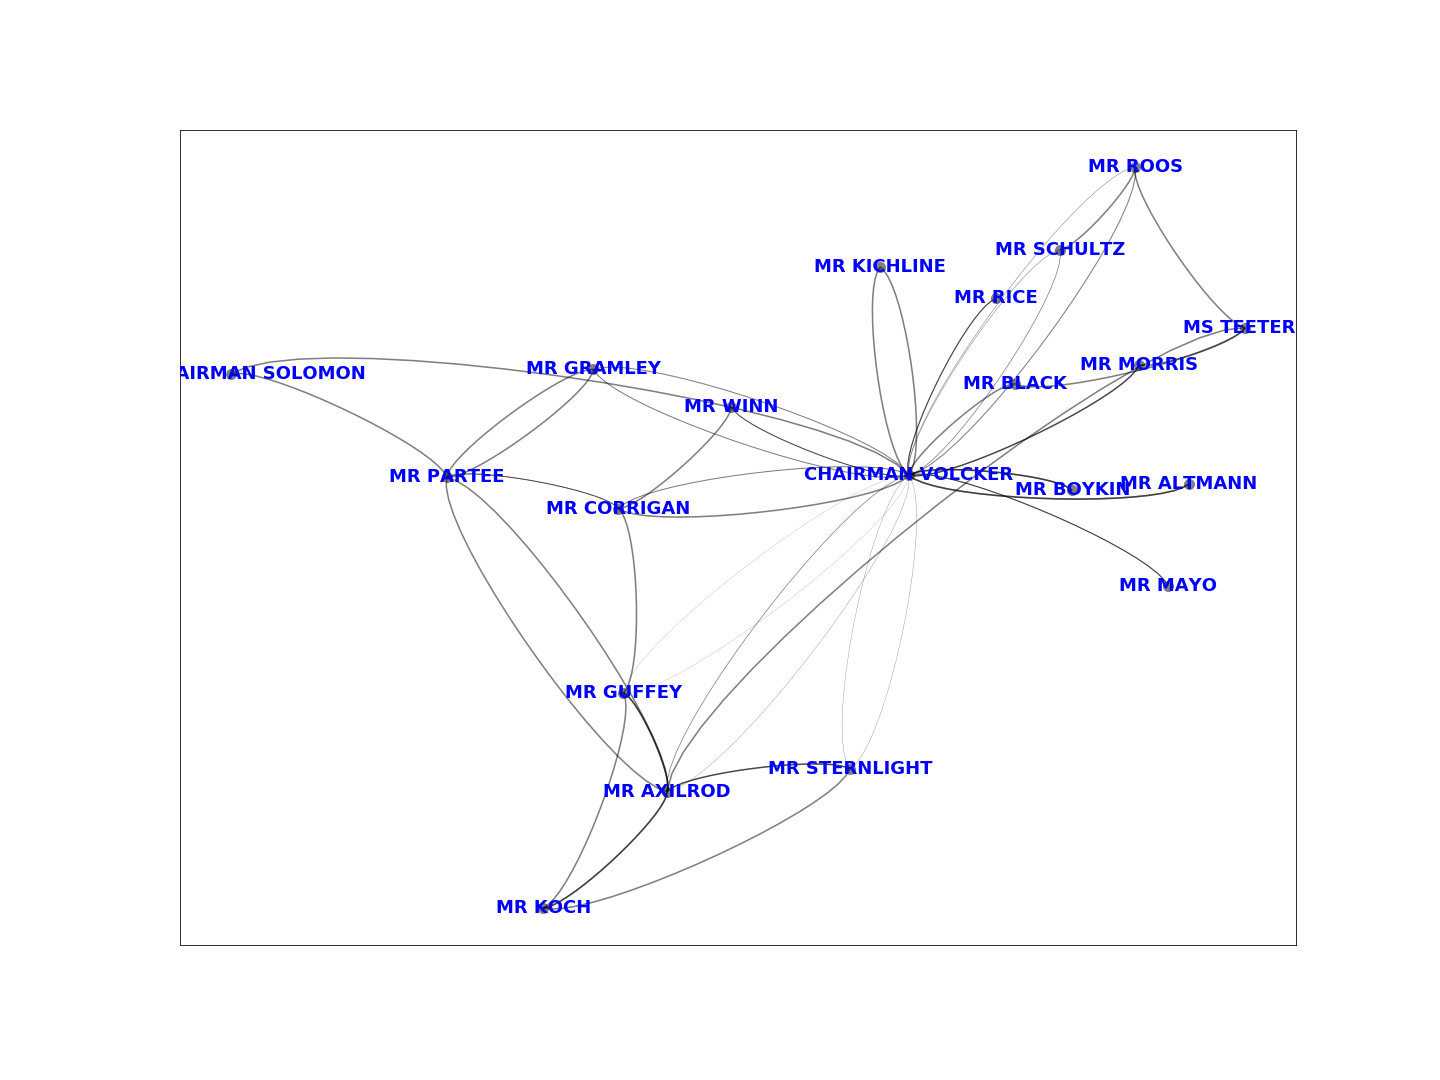 MR ROOS
MR SCHULTZ
MR KICHLINE
MR RICE
MS TEETER
MR MORRIS
MR GRAMLEY
AIRMAN SOLOMON
MR BLACK
MR WINN
CHAIRMAN VOLCKER
MR PARTEE
MR ALTMANN
MR BOYKIN
MR CORRIGAN
MR MAYO
MR GUFFEY
MR STERNLIGHT
MR AXILROD
MR KOCH